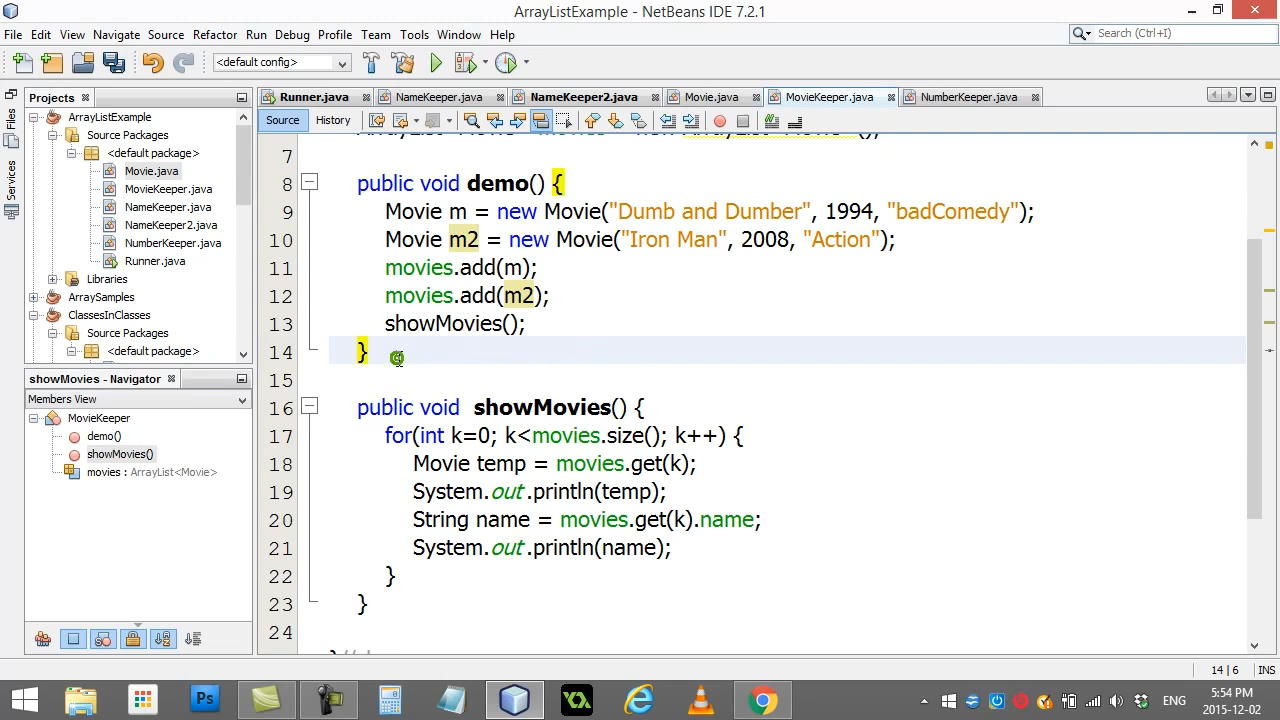 ArrayListExample - NetBeans IDE 7.2.1
File Edit View Navigate Source Refactor Run Debug Profile Team Tools Window Help
Search (Ctrl+I)
<default config>
Projects
Runner.java NameKeeper.java NameKeeper2.java Movie.java MovieKeeper.java NumberKeeper.java
Source History
Files
Services
ArrayListExample
Source Packages
<default package>
Movie.java
MovieKeeper.java
NameKeeper.java
NameKeeper2.java
NumberKeeper.java
Runner.java
Libraries
ArraySamples
ClassesInClasses
Source Packages
<default package>
showMovies - Navigator
Members View
MovieKeeper
demo()
showMovies()
movies : ArrayList<Movie>
7
8 public void demo() {
9 Movie m = new Movie("Dumb and Dumber", 1994, "badComedy");
10 Movie m2 = new Movie("Iron Man", 2008, "Action");
11 movies.add(m);
12 movies.add(m2);
13 showMovies();
14 }
15
16 public void  showMovies() {
17 for(int k=0; k<movies.size(); k++) {
18 Movie temp = movies.get(k);
19 System.out.println(temp);
20 String name = movies.get(k).name;
21 System.out.println(name);
22 }
23 }
24
14 | 6 INS
Ps
ENG
5:54 PM
2015-12-02